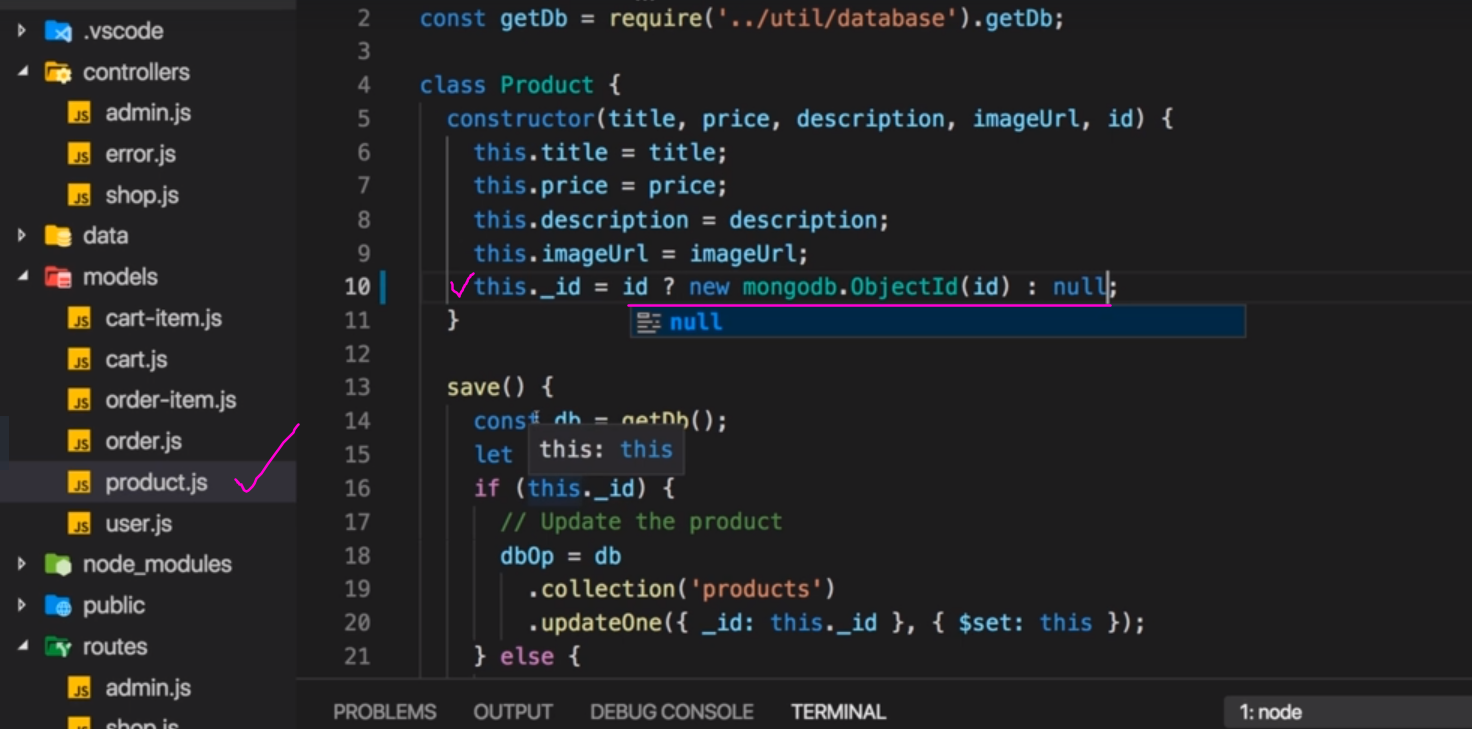 .vscode
controllers
admin.js
error.js
shop.js
data
models
cart-item.js
cart.js
order-item.js
order.js
product.js
user.js
node_modules
public
routes
admin.js
shop.js
2 const getDb = require('../util/database').getDb;
3
4 class Product {
5 constructor(title, price, description, imageUrl, id) {
6 this.title = title;
7 this.price = price;
8 this.description = description;
9 this.imageUrl = imageUrl;
10 this._id = id ? new mongodb.ObjectId(id) : null;
11 }
null
12
13 save() {
14 const db = getDb();
15 let
this: this
16 if (this._id) {
17 // Update the product
18 dbOp = db
19 .collection('products')
20 .updateOne({ _id: this._id }, { $set: this });
21 } else {
PROBLEMS OUTPUT DEBUG CONSOLE TERMINAL 1: node